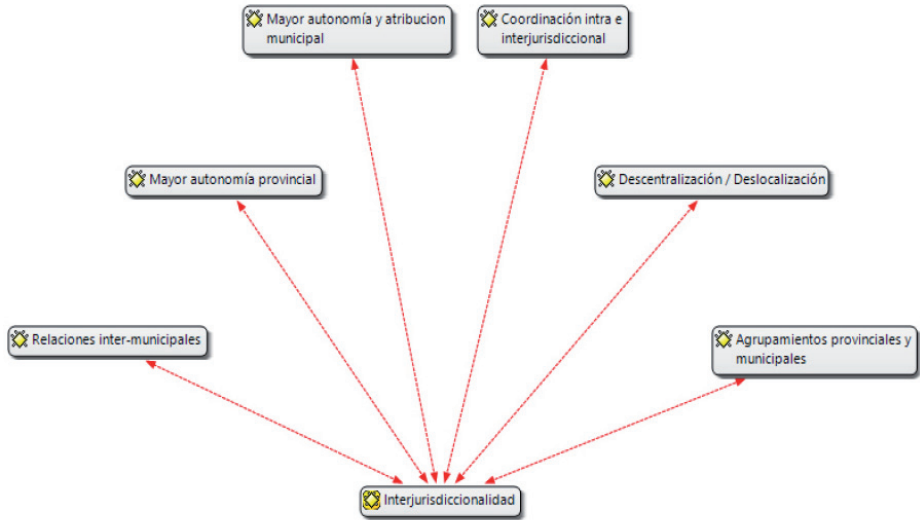 Mayor autonomía y atribucion
municipal
Coordinación intra e
interjurisdiccional
Mayor autonomía provincial
Descentralización / Deslocalización
Relaciones inter-municipales
Agrupamientos provinciales y
municipales
Interjurisdiccionalidad